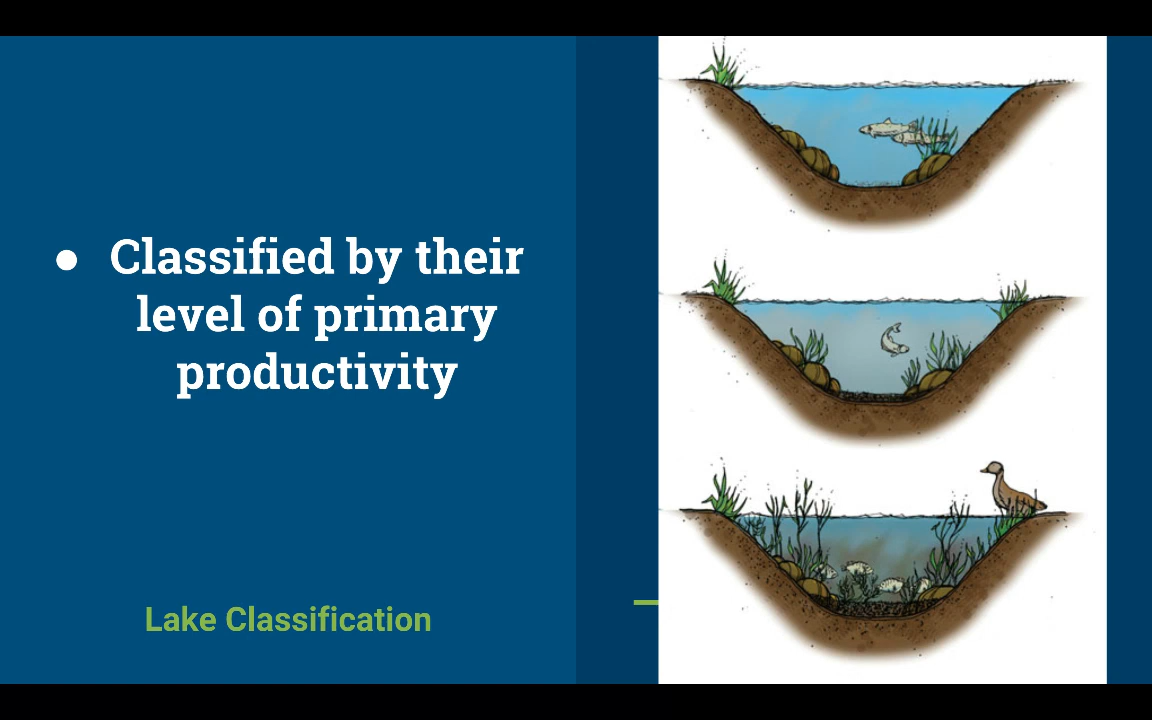 ● Classified by their
level of primary
productivity
Lake Classification